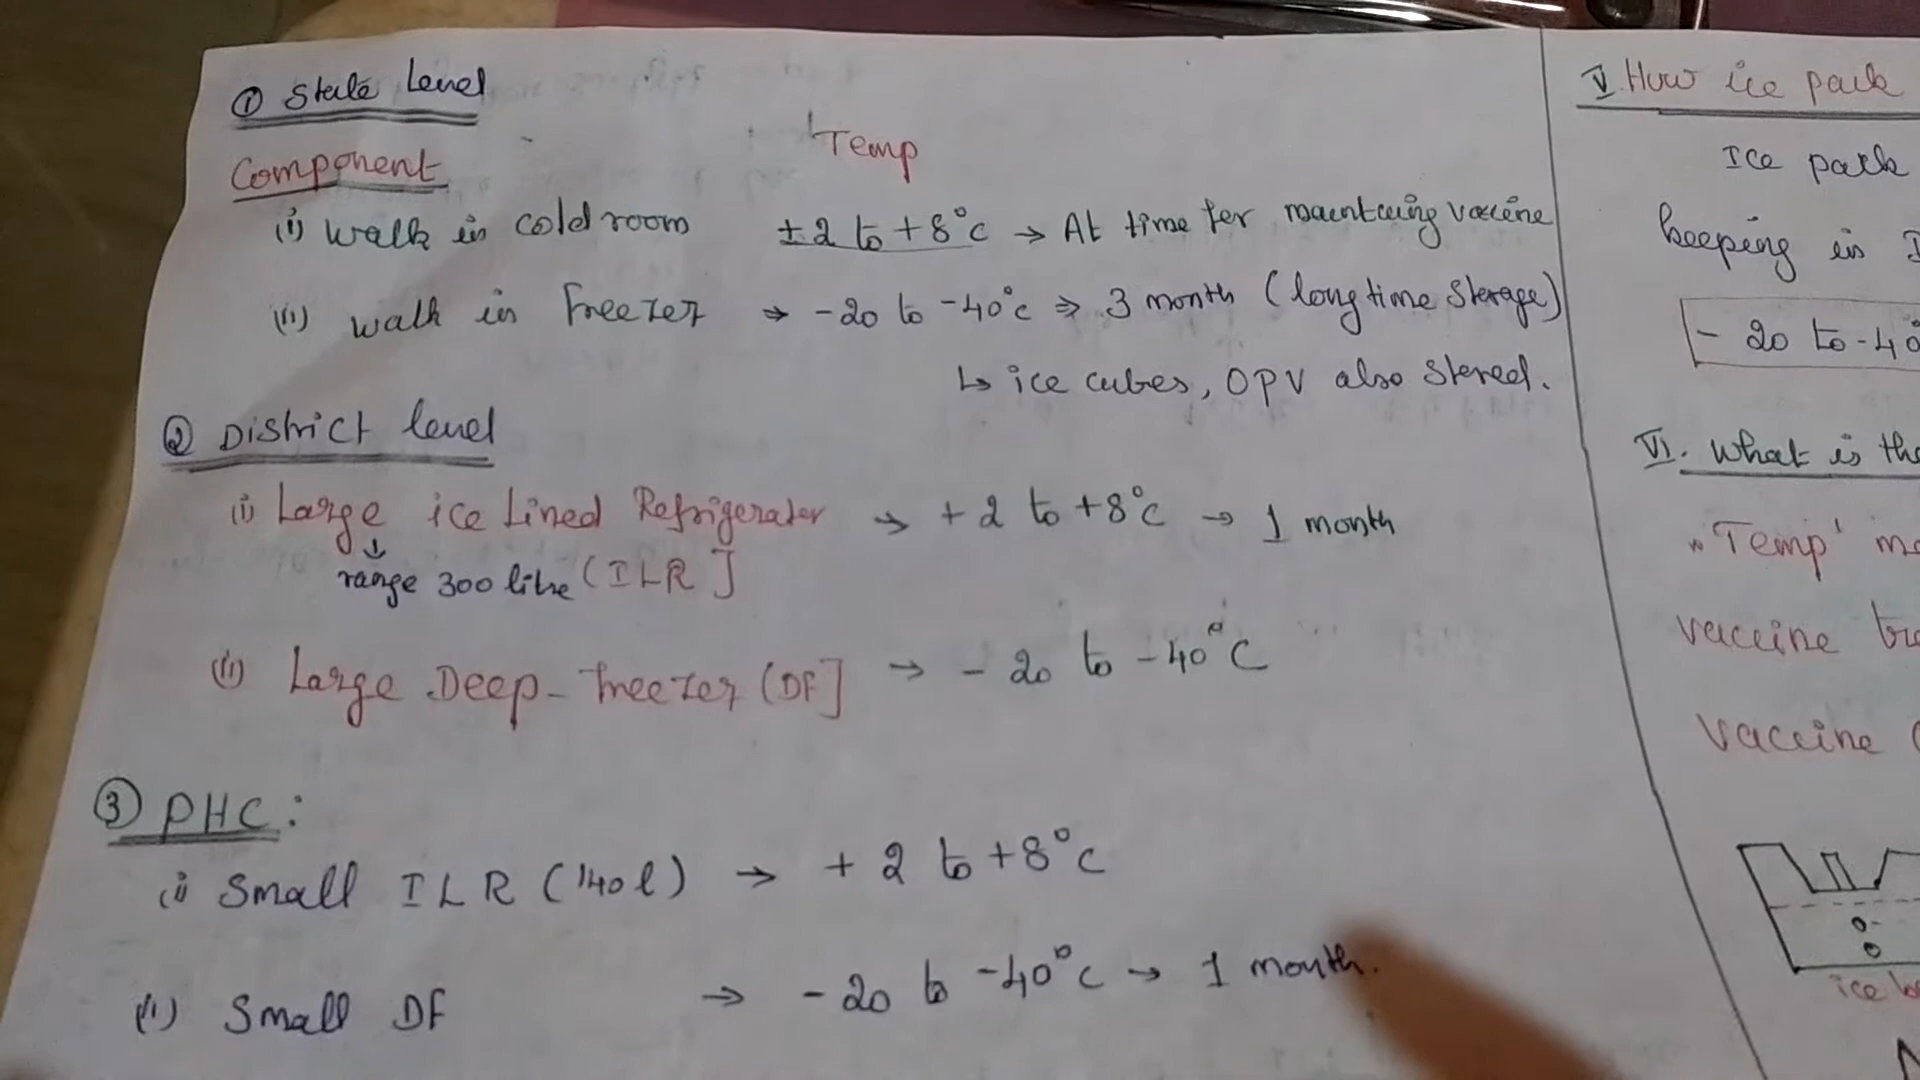 ① State Level
Component
Temp
(i) Walk in cold room ±2 to +8°C → At time for maintaing vaccine
(ii) Walk in Freezer → -20 to -40°C ⇒ 3 month (long time Storage)
↳ ice cubes, OPV also Stored.
② District level
(i) Large ice Lined Refrigerator → +2 to +8°C → 1 month
↓
range 300 litre (ILR]
(ii) Large Deep-freezer (DF] → -20 to -40°C
③ PHC:
(i) Small ILR (140l) → +2 to +8°C
(ii) Small DF → -20 to -40°C → 1 month.
V. How ice pack
Ice pack
keeping in I
-20 to -40
VI. What is the
Temp
vaccine
vaccine
ice